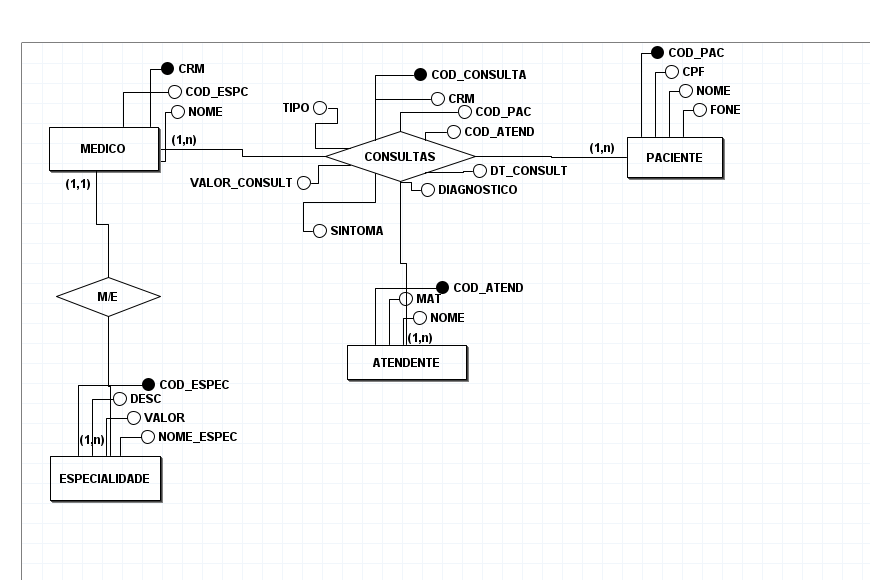 COD_PAC
CRM
CPF
COD_CONSULTA
COD_ESPC
NOME
CRM
TIPO
NOME
COD_PAC
FONE
COD_ATEND
(1,n)
MEDICO
(1,n)
CONSULTAS
PACIENTE
DT_CONSULT
(1,1)
VALOR_CONSULT
DIAGNOSTICO
SINTOMA
M/E
COD_ATEND
MAT
NOME
(1,n)
ATENDENTE
COD_ESPEC
DESC
VALOR
NOME_ESPEC
(1,n)
ESPECIALIDADE